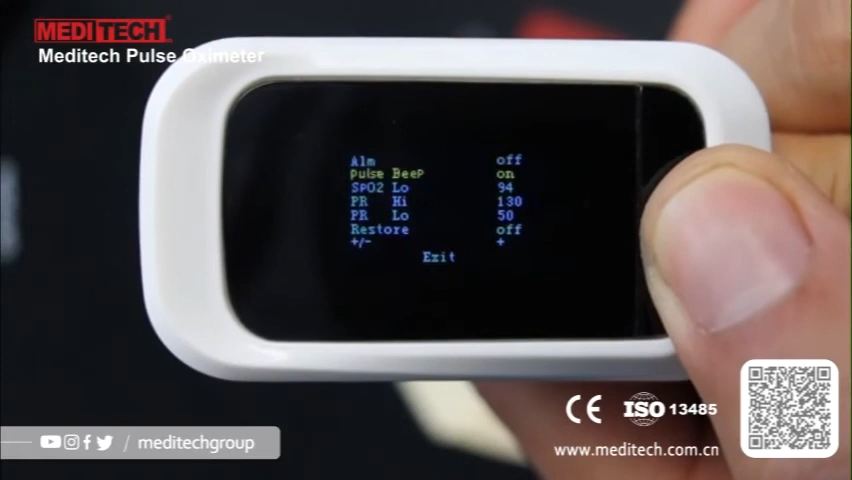 MEDITECH
Meditech Pulse Oximeter
Alm off
pulse Beep on
SpO2 Lo 94
PR Hi 130
PR Lo 50
Restore off
+/- +
Exit
CE ISO 13485
/ meditechgroup
www.meditech.com.cn